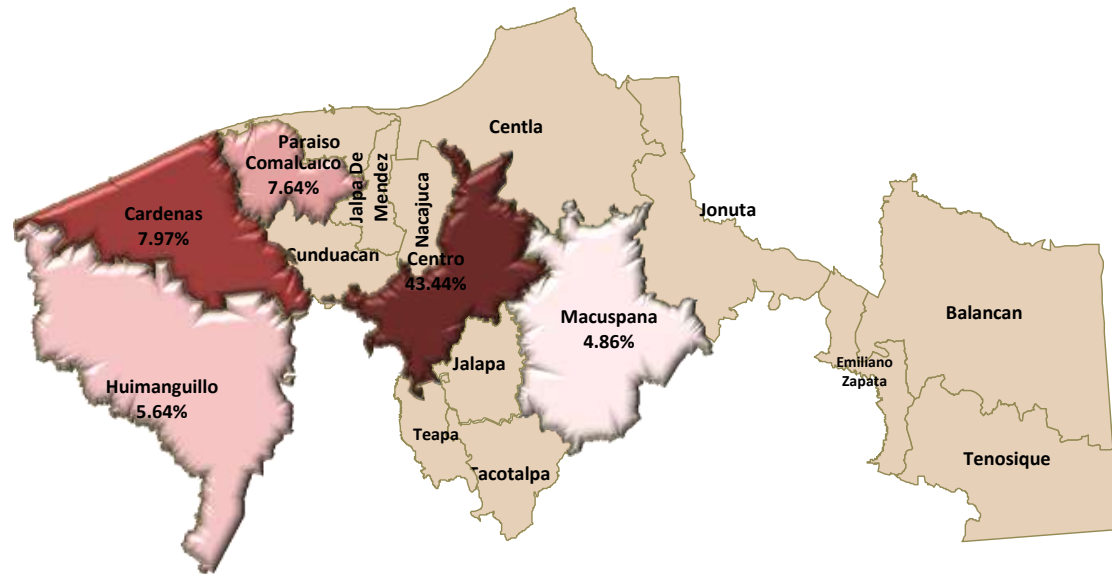 Centla
Paraiso
Comalcalco
7.64%
Jalpa De
Mendez
Nacajuca
Cardenas
7.97%
Jonuta
Cunduacan
Centro
43.44%
Macuspana
4.86%
Balancan
Jalapa
Emiliano
Zapata
Huimanguillo
5.64%
Teapa
Tacotalpa
Tenosique